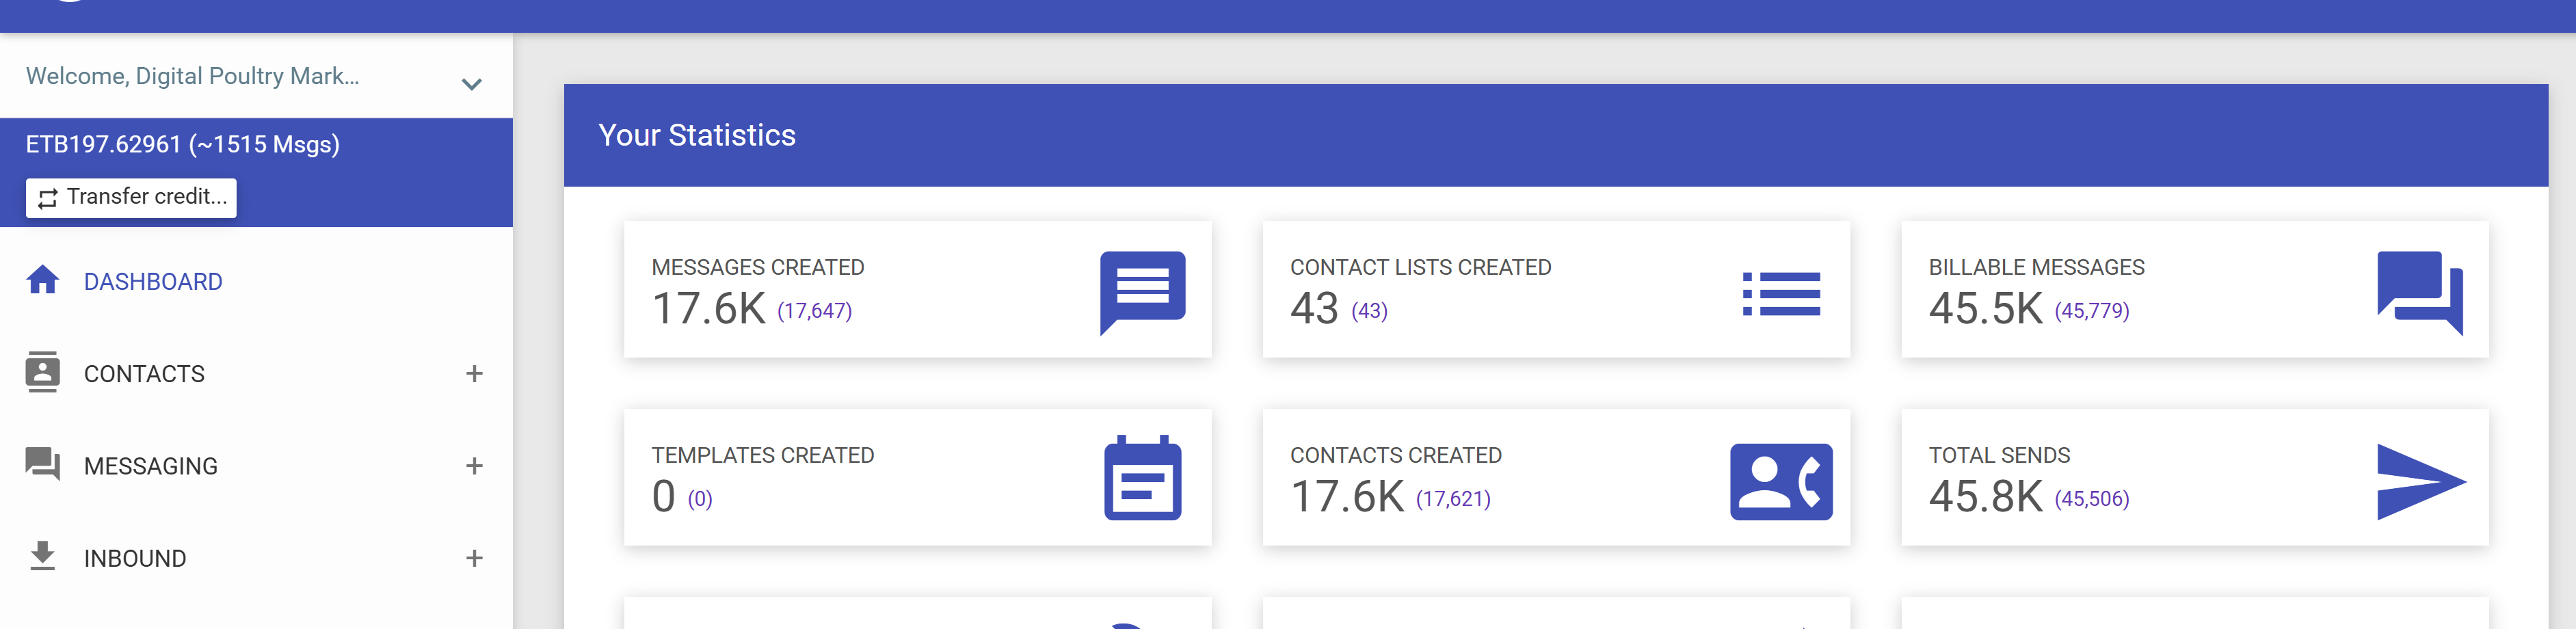 Welcome, Digital Poultry Mark...
ETB197.62961 (~1515 Msgs)
Transfer credit...
DASHBOARD
CONTACTS +
MESSAGING +
INBOUND +
Your Statistics
MESSAGES CREATED
17.6K (17,647)
CONTACT LISTS CREATED
43 (43)
BILLABLE MESSAGES
45.5K (45,779)
TEMPLATES CREATED
0 (0)
CONTACTS CREATED
17.6K (17,621)
TOTAL SENDS
45.8K (45,506)